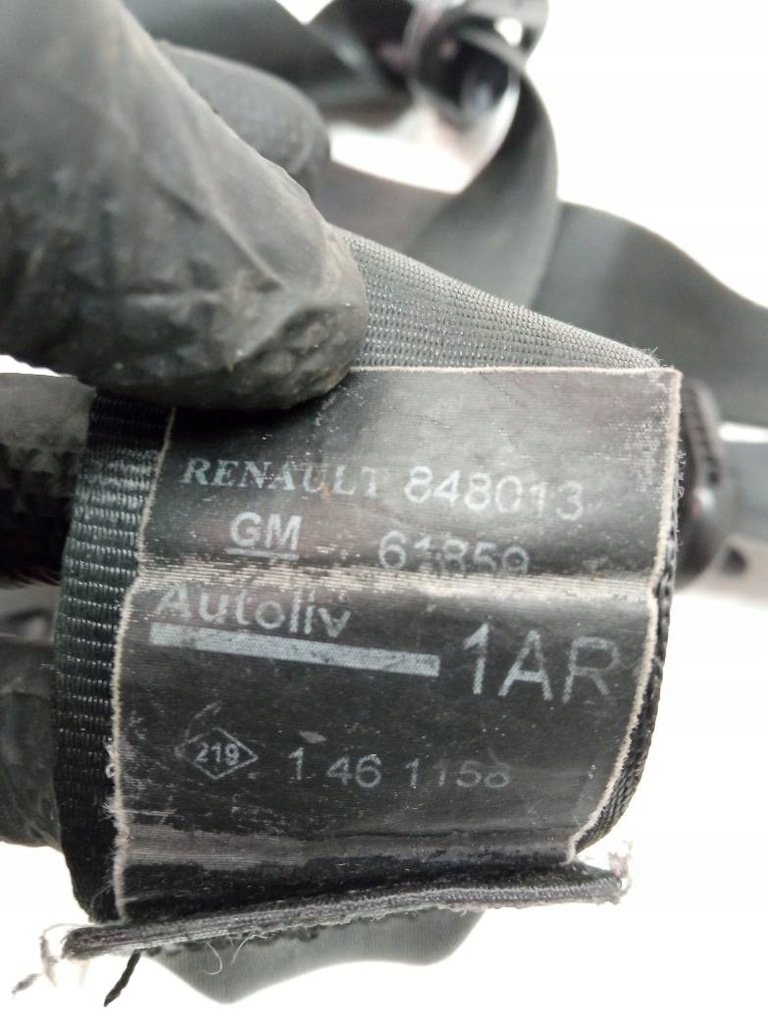 RENAULT 848013
GM 61859
Autoliv
1AR
219 1 46 1158